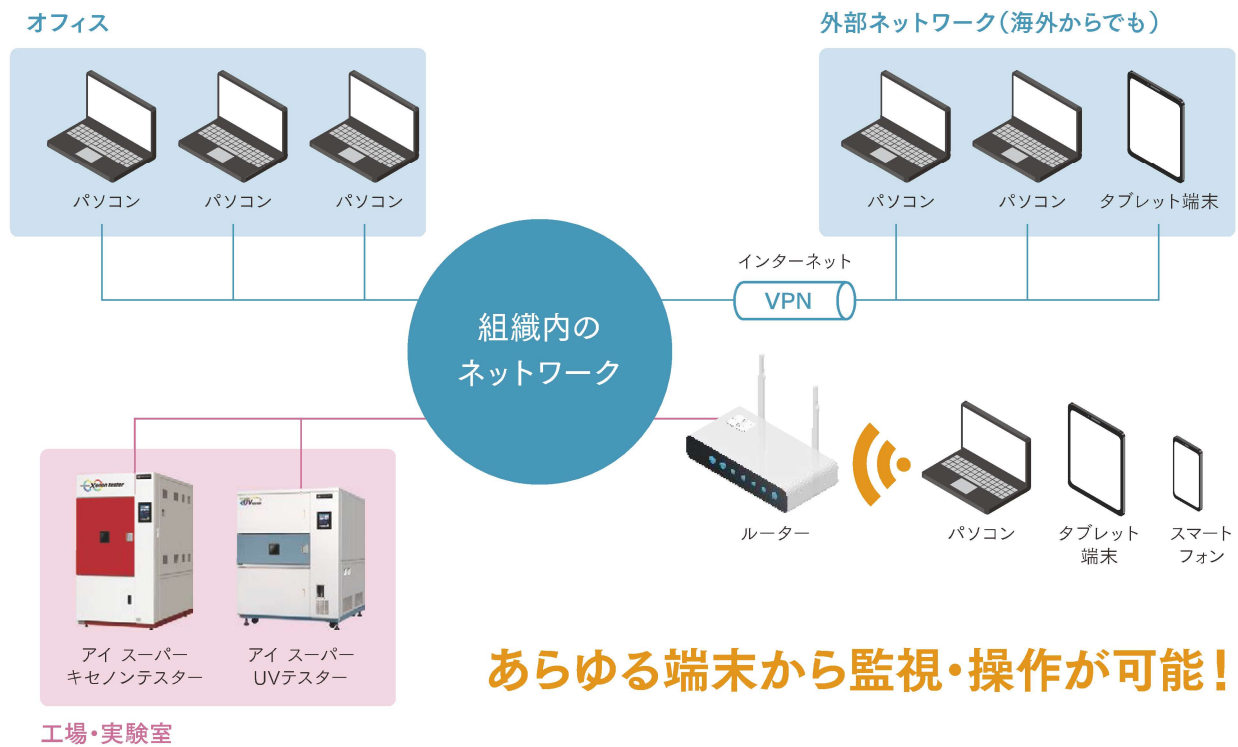 オフィス
外部ネットワーク（海外からでも）
パソコン
パソコン
パソコン
パソコン
パソコン
タブレット端末
インターネット
VPN
組織内の
ネットワーク
Xenon tester
UV
ルーター
パソコン
タブレット
端末
スマート
フォン
アイ スーパー
キセノンテスター
アイ スーパー
UVテスター
あらゆる端末から監視・操作が可能！
工場・実験室